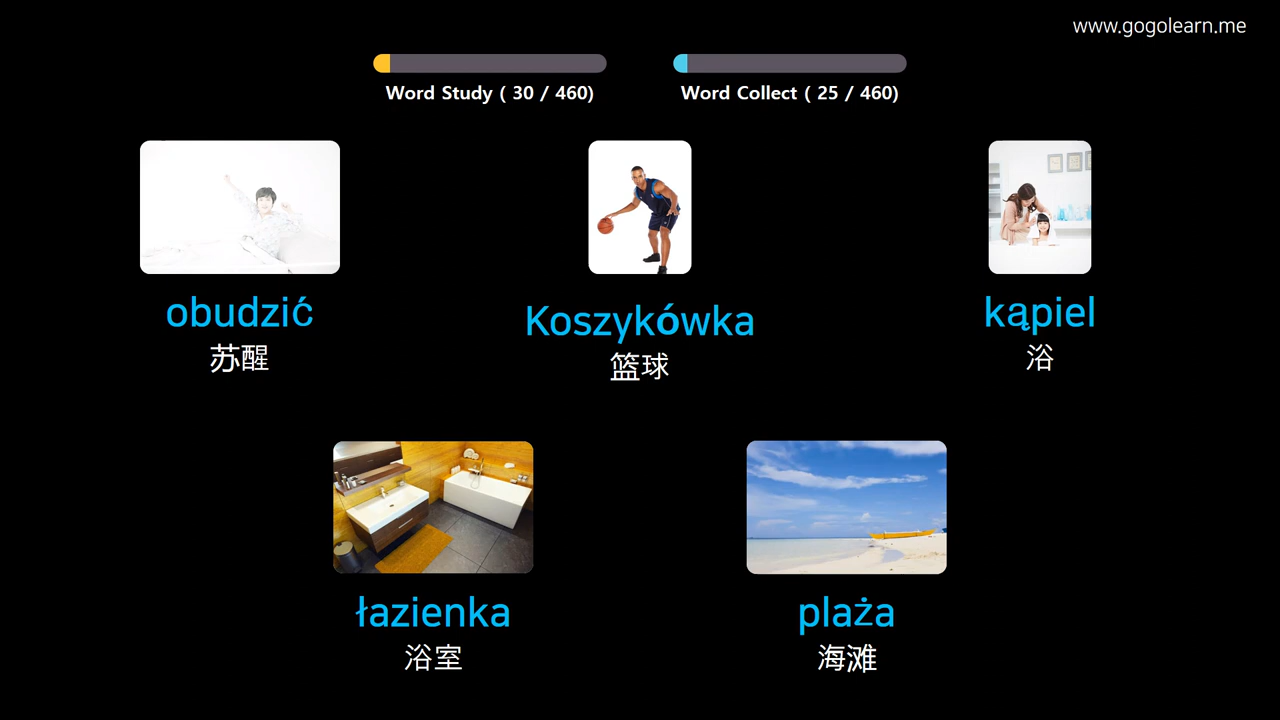 www.gogolearn.me
Word Study ( 30 / 460)
Word Collect ( 25 / 460)
obudzić
苏醒
Koszykówka
篮球
kąpiel
浴
łazienka
浴室
plaża
海滩